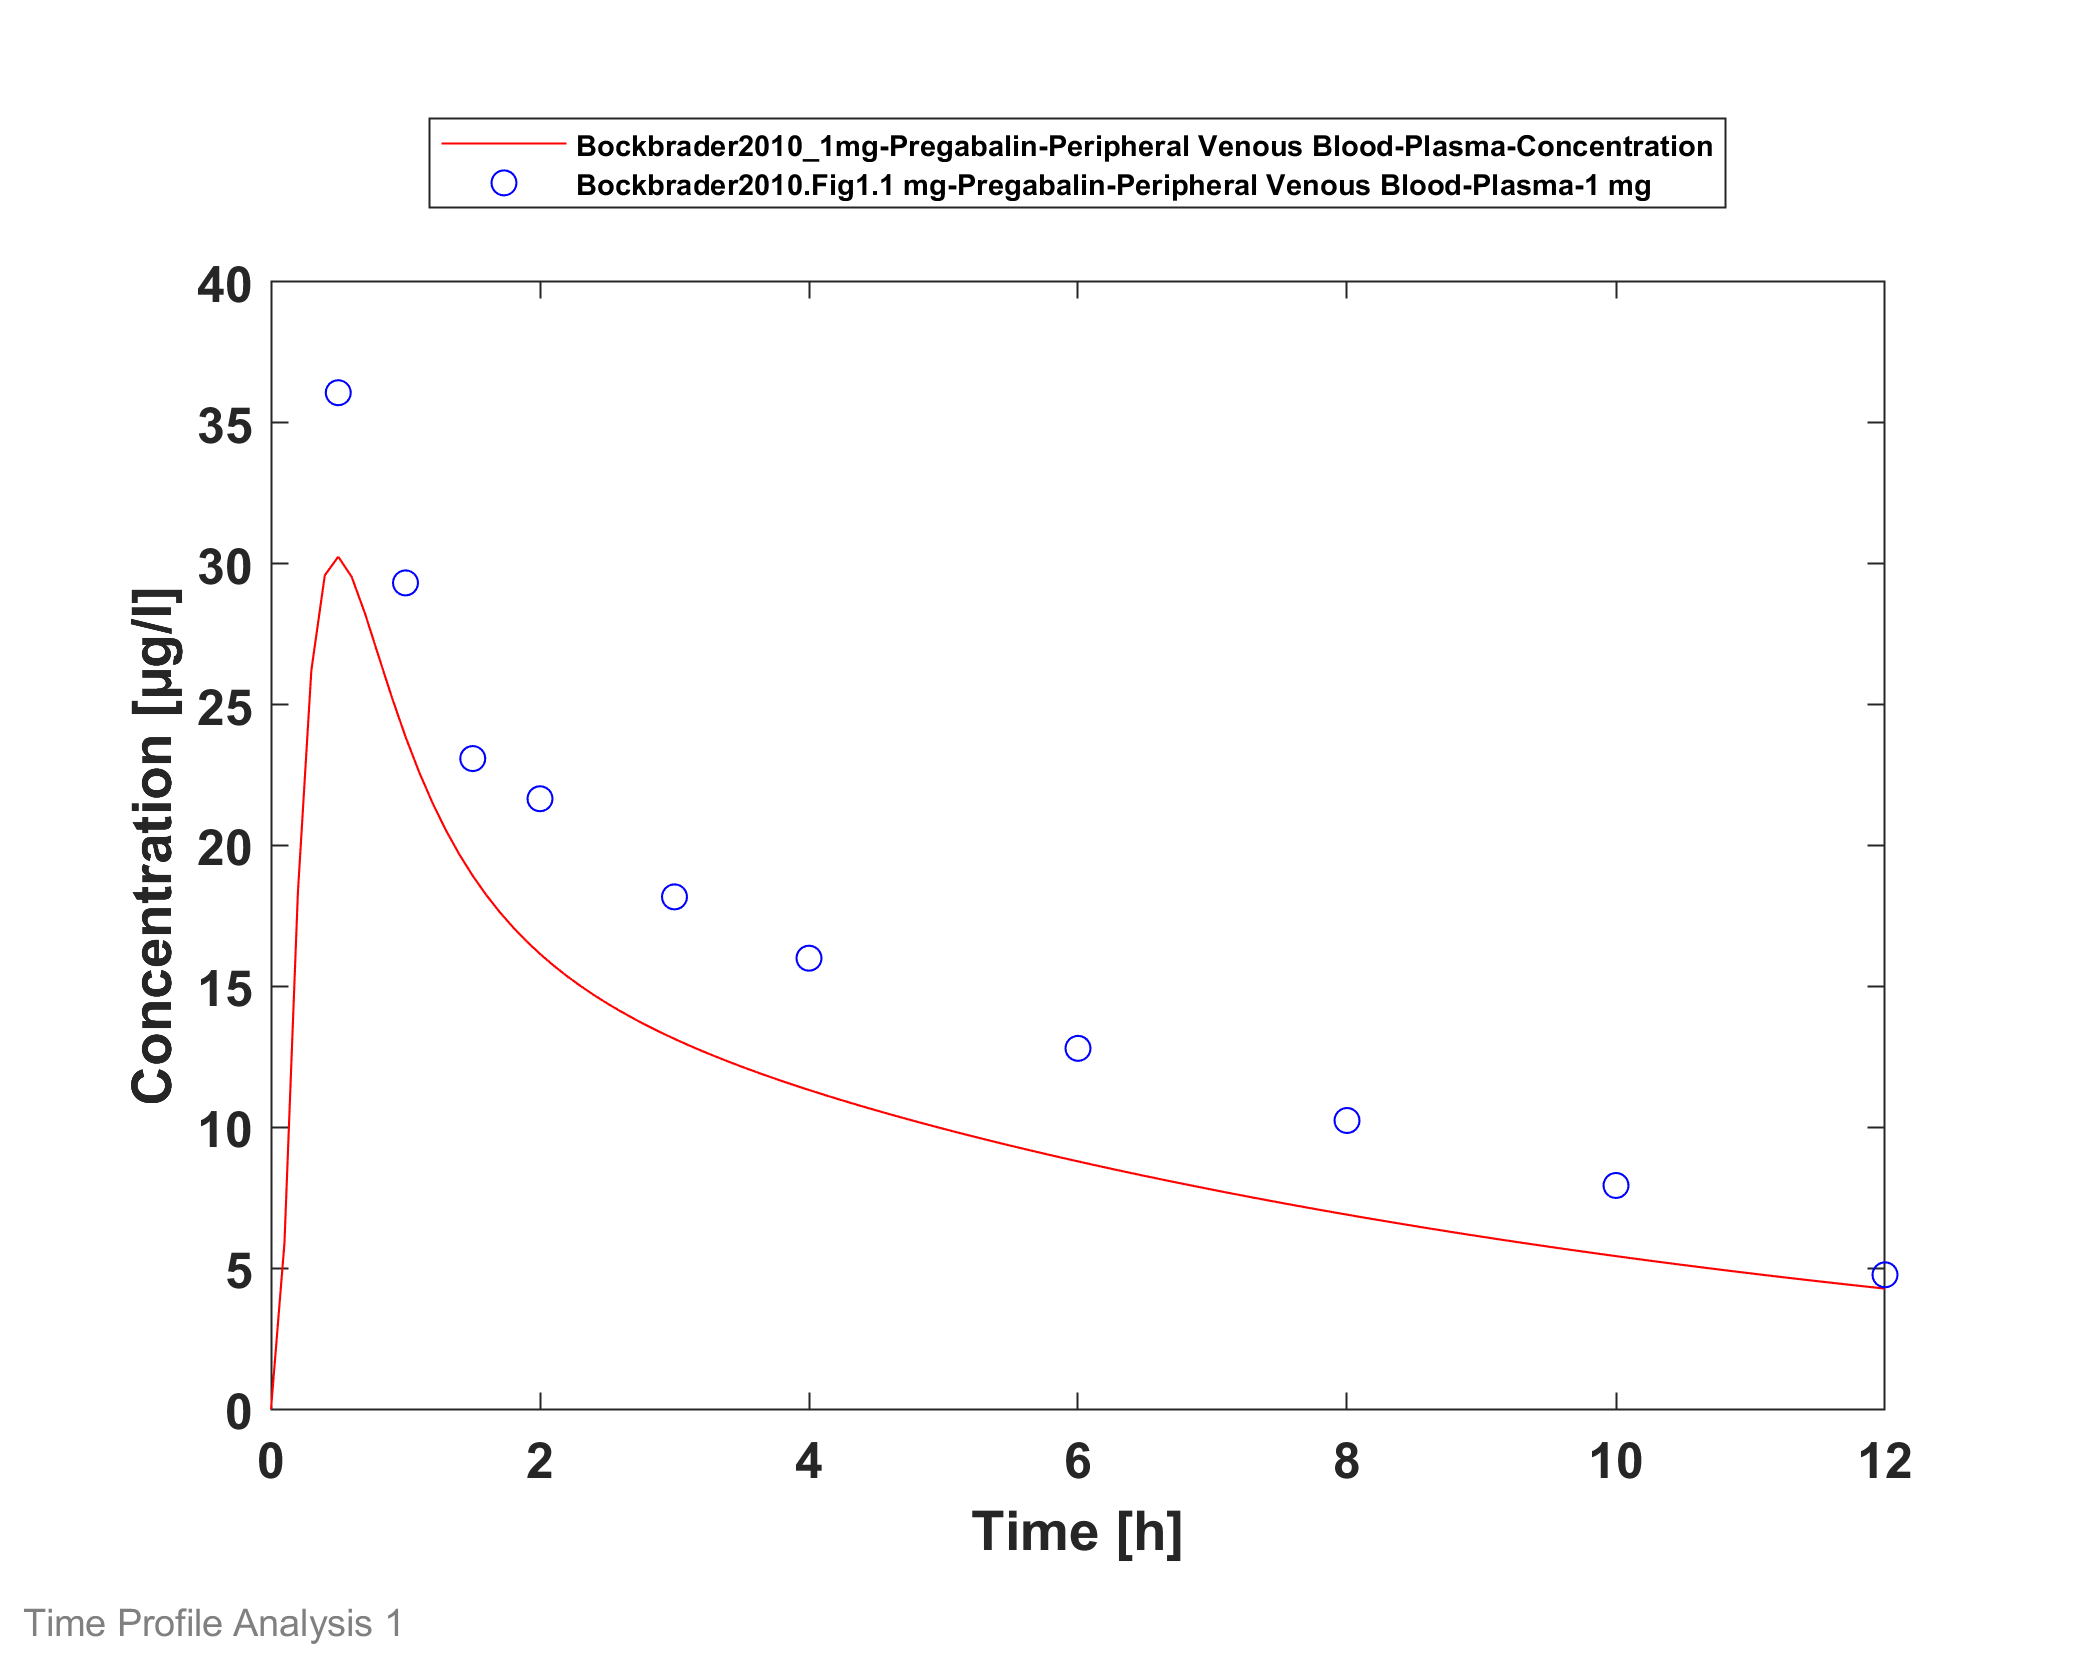 Bockbrader2010_1mg-Pregabalin-Peripheral Venous Blood-Plasma-Concentration
Bockbrader2010.Fig1.1 mg-Pregabalin-Peripheral Venous Blood-Plasma-1 mg
40
35
30
25
20
15
10
5
0
Concentration [µg/l]
0 2 4 6 8 10 12
Time [h]
Time Profile Analysis 1